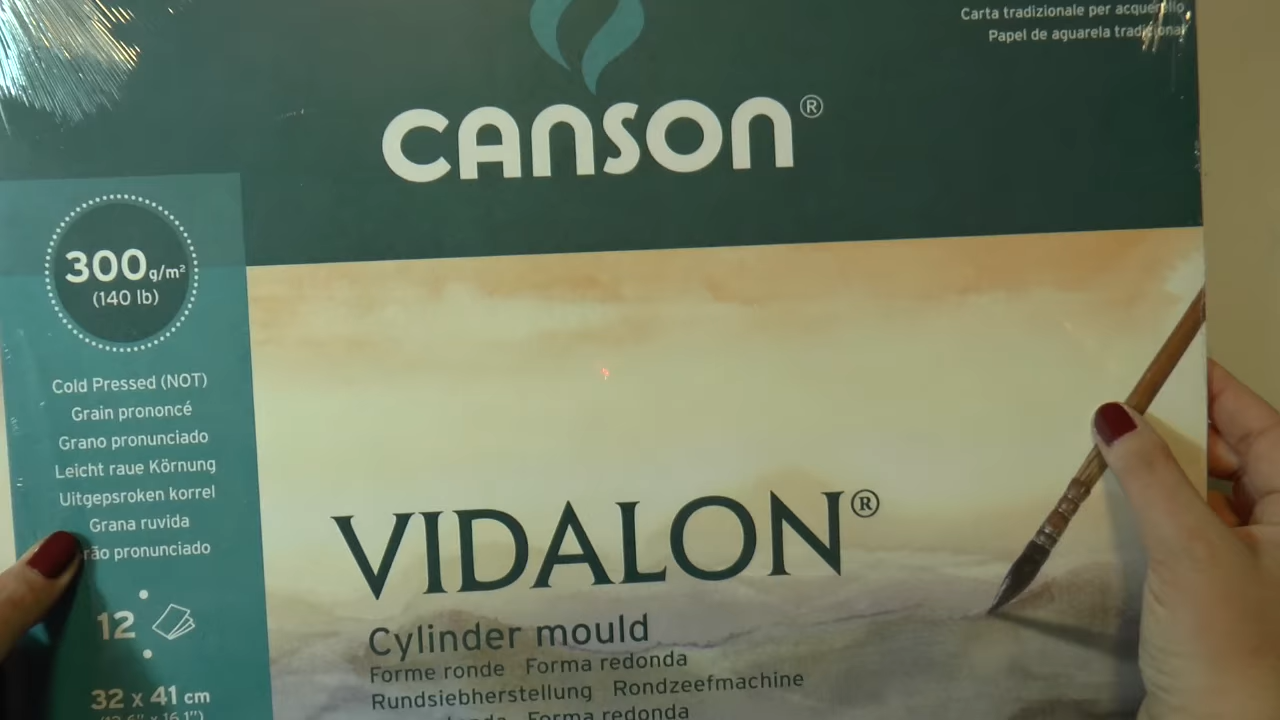 Carta tradizionale per acquerello
Papel de aguarela tradicional
CANSON®
300 g/m²
(140 lb)
Cold Pressed (NOT)
Grain prononcé
Grano pronunciado
Leicht raue Körnung
Uitgepsroken korrel
Grana ruvida
rão pronunciado
12
32 x 41 cm
VIDALON®
Cylinder mould
Forme ronde Forma redonda
Rundsiebherstellung Rondzeefmachine
Forma redonda